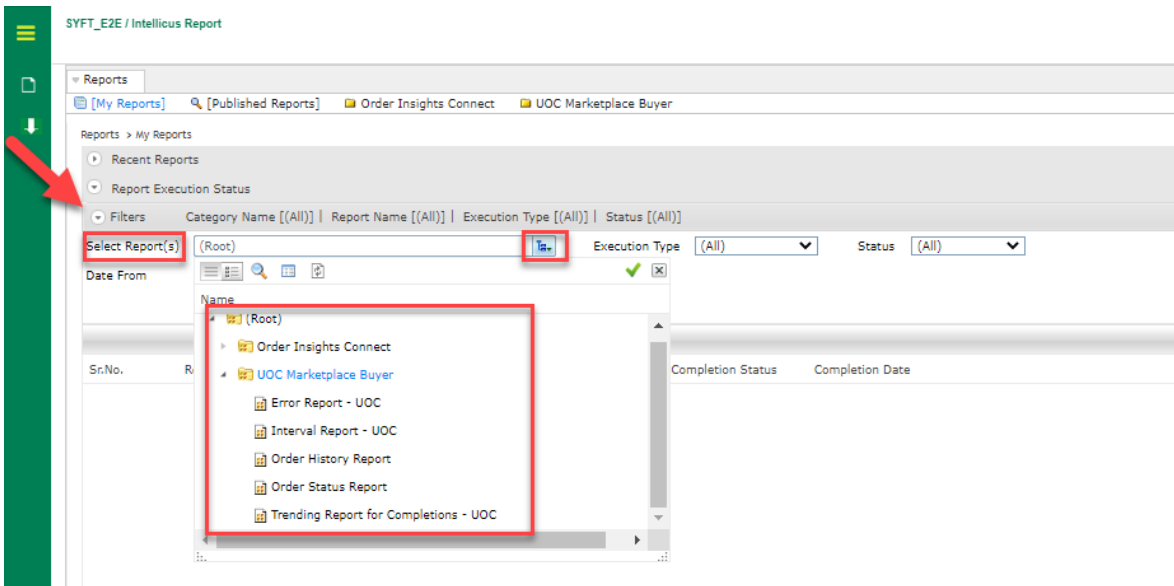 SYFT_E2E / Intellicus Report
Reports
[My Reports] [Published Reports] Order Insights Connect UOC Marketplace Buyer
Reports > My Reports
Recent Reports
Report Execution Status
Filters Category Name [(All)] | Report Name [(All)] | Execution Type [(All)] | Status [(All)]
Select Report(s) (Root) Execution Type (All) Status (All)
Date From
Name
(Root)
Order Insights Connect
Sr.No. Completion Status Completion Date
UOC Marketplace Buyer
Error Report - UOC
Interval Report - UOC
Order History Report
Order Status Report
Trending Report for Completions - UOC